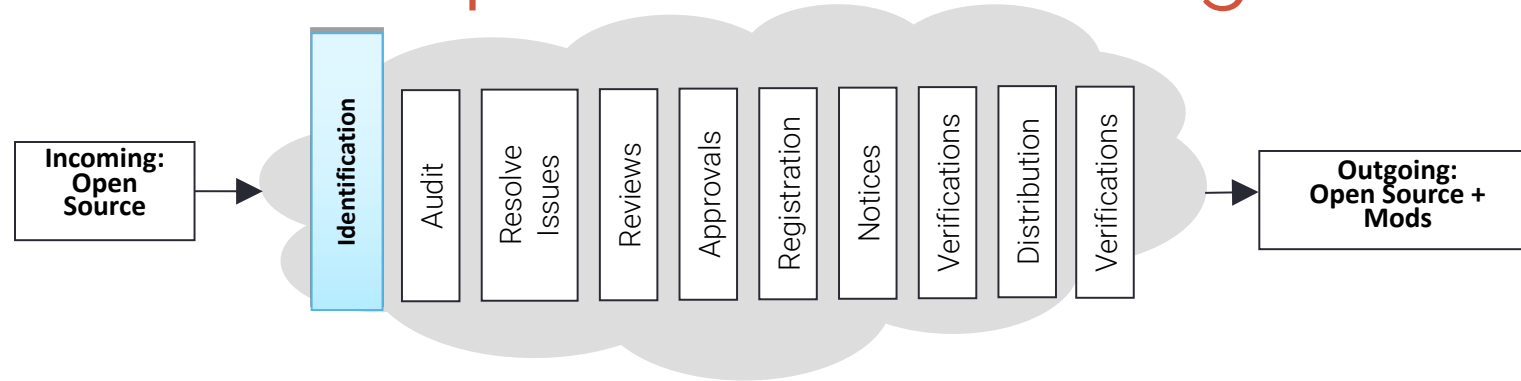 Incoming:
Open
Source
Identification
Audit
Resolve
Issues
Reviews
Approvals
Registration
Notices
Verifications
Distribution
Verifications
Outgoing:
Open Source +
Mods